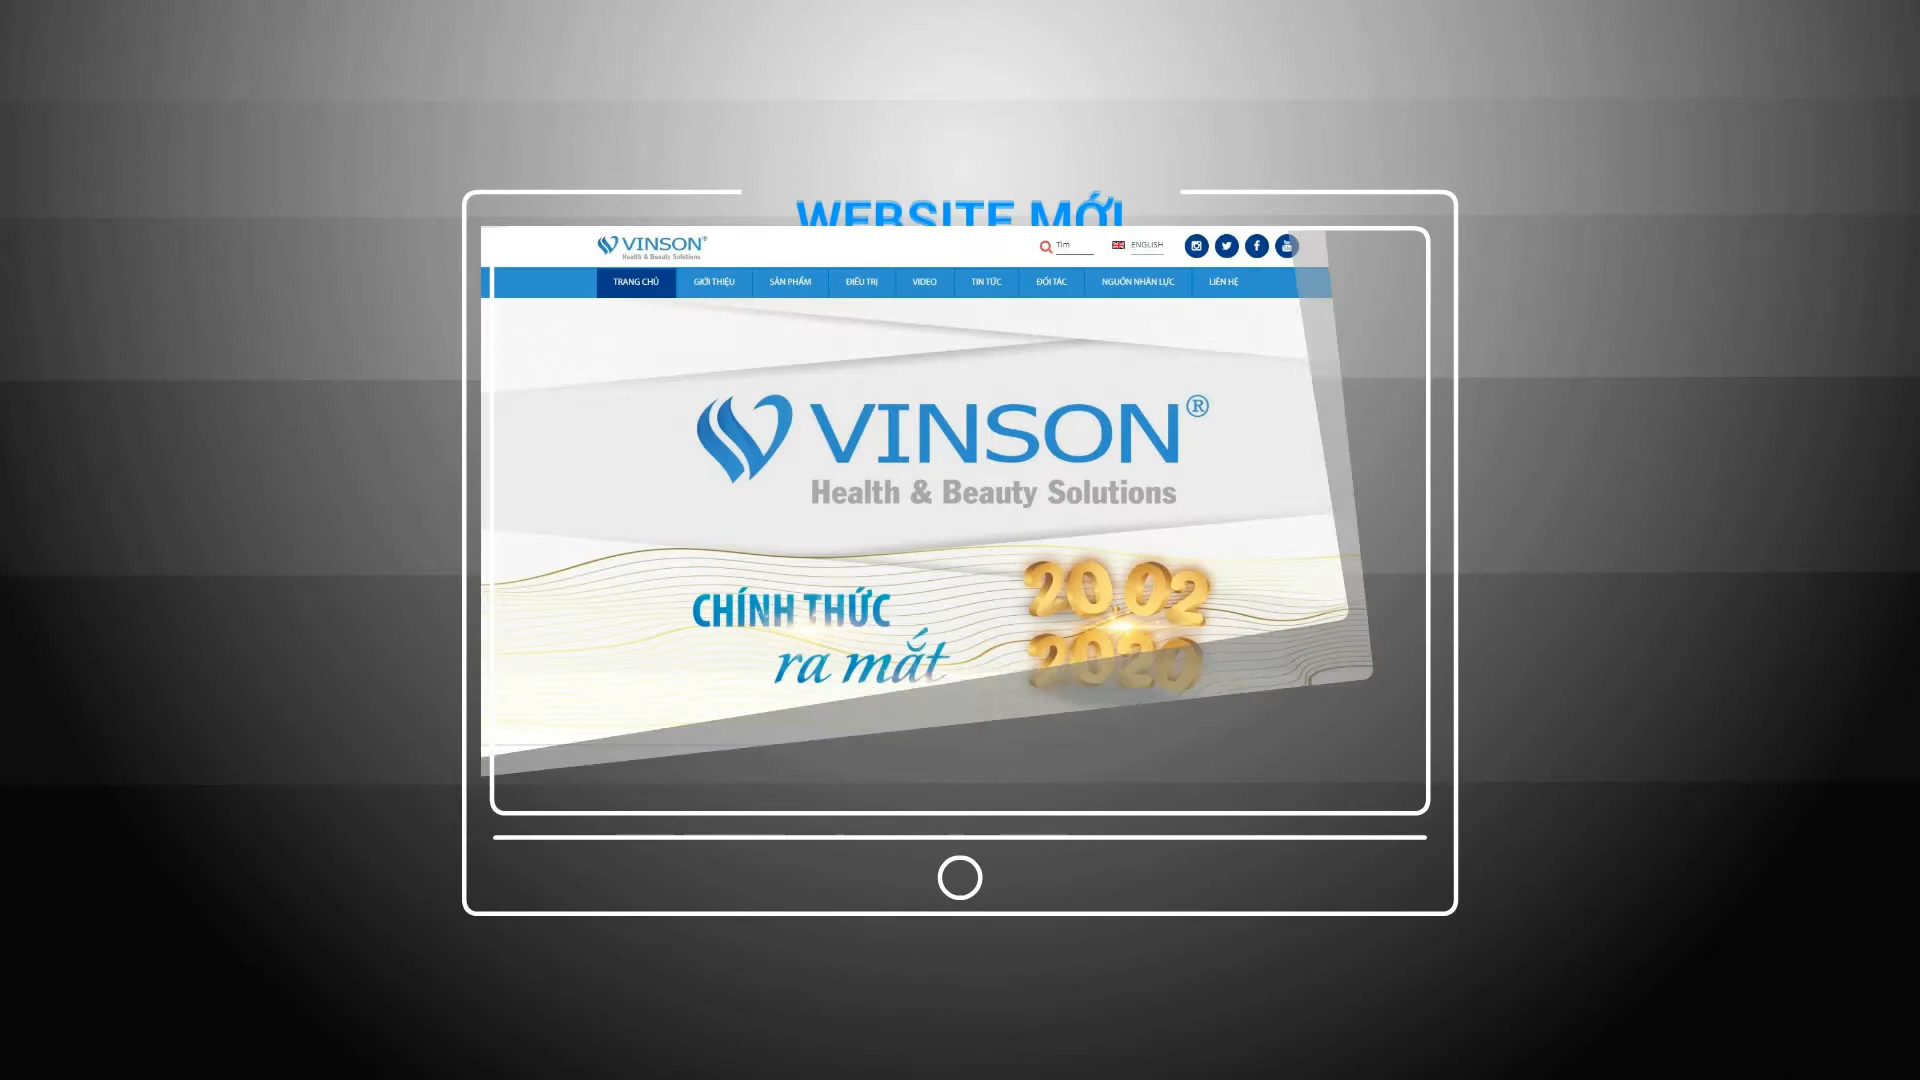 WEBSITE MỚI
VINSON®
Health & Beauty Solutions
Tìm
ENGLISH
TRANG CHỦ GIỚI THIỆU SẢN PHẨM ĐIỀU TRỊ VIDEO TIN TỨC ĐỐI TÁC NGUỒN NHÂN LỰC LIÊN HỆ
VINSON®
Health & Beauty Solutions
CHÍNH THỨC
ra mắt
20.02
2020